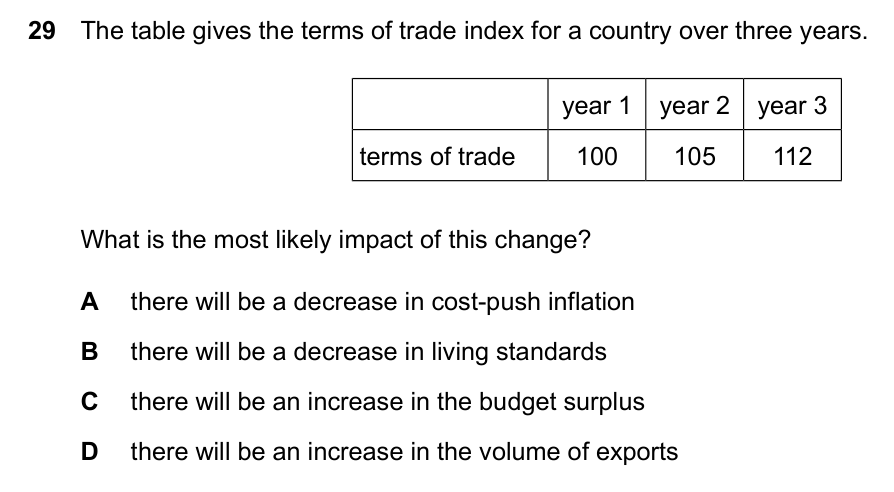 29 The table gives the terms of trade index for a country over three years.
year 1 year 2 year 3
terms of trade 100 105 112
What is the most likely impact of this change?
A there will be a decrease in cost-push inflation
B there will be a decrease in living standards
C there will be an increase in the budget surplus
D there will be an increase in the volume of exports